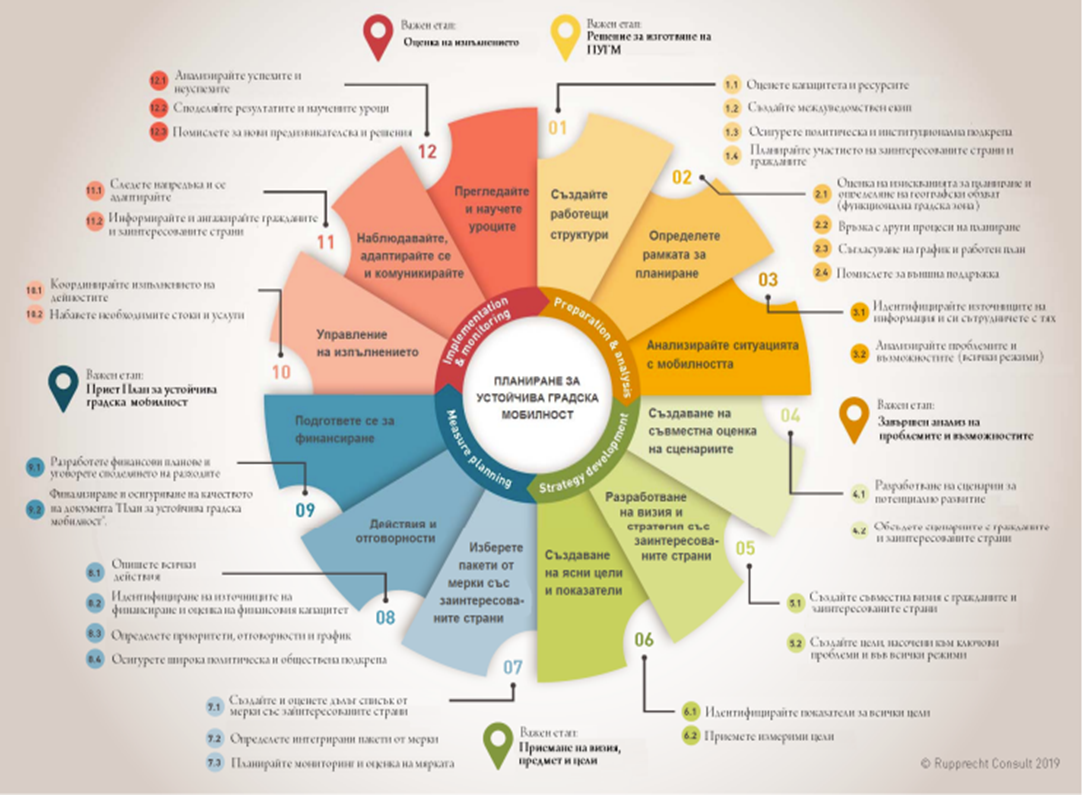 Важен етап:
Оценка на изпълнението
Важен етап:
Решение за изготвяне на
ПУГМ
12.1 Анализирайте успехите и
неуспехите
12.2 Споделяйте резултатите и научените уроци
12.3 Помислете за нови предизвикателсва и решения
1.1 Оценете капацитета и ресурсите
1.2 Създайте междуведомствен екип
1.3 Осигурете политическа и институционална подкрепа
1.4 Планирайте участието на заинтересованите страни и
гражданите
01
Създайте
работещи
структури
12
Прегледайте
и научете
уроците
02
Определете
рамката за
планиране
2.1 Оценка на изискванията за планиране и
определяне на географски обхват
(функционална градска зона)
2.2 Връзка с други процеси на планиране
2.3 Съгласуване на график и работен план
2.4 Помислете за външна поддръжка
11.1 Следете напредъка и се
адаптирайте
11.2 Информирайте и ангажирайте гражданите
и заинтересованите страни
11
Наблюдавайте,
адаптирайте се
и комуникирайте
03
Анализирайте ситуацията
с мобилността
3.1 Идентифицирайте източниците на
информация и си сътрудничете с тях
3.2 Анализирайте проблемите и
възможностите (всички режими)
10.1 Координирайте изпълнението на
дейностите
10.2 Набавете необходимите стоки и услуги
10
Управление
на изпълнението
Важен етап:
Приет План за устойчива
градска мобилност
Важен етап:
Завършен анализ на
проблемите и възможностите
Implementation
& monitoring
Preparation & analysis
Measure planning
Strategy development
ПЛАНИРАНЕ ЗА
УСТОЙЧИВА ГРАДСКА
МОБИЛНОСТ
Подгответе се за
финансиране
09
9.1 Разработете финансови планове и
уговорете споделянето на разходите
9.2 Финализиране и осигуряване на качеството
на документа "План за устойчива градска
мобилност".
04
Създаване на
съвместна оценка
на сценариите
4.1 Разработване на сценарии за
потенциално развитие
4.2 Обсъдете сценариите с гражданите
и заинтересованите страни
Действия и
отговорности
08
8.1 Опишете всички
действия
8.2 Идентифициране на източниците на
финансиране и оценка на финансовия капацитет
8.3 Определете приоритети, отговорности и график
8.4 Осигурете широка политическа и обществена подкрепа
Разработване
на визия и
стратегия със
заинтересова-
ните страни
05
5.1 Създайте съвместна визия с гражданите и
заинтересованите страни
5.2 Създайте цели, насочени към ключови
проблеми и във всички режими
Изберете
пакети от
мерки със
заинтересова-
ните страни
07
7.1 Създайте и оценете дълъг списък от
мерки със заинтересованите страни
7.2 Определете интегрирани пакети от мерки
7.3 Планирайте мониторинг и оценка на мярката
Създаване
на ясни цели
и показатели
06
6.1 Идентифицирайте показатели за всички цели
6.2 Приемете измерими цели
Важен етап:
Приемане на визия,
предмет и цели
© Rupprecht Consult 2019